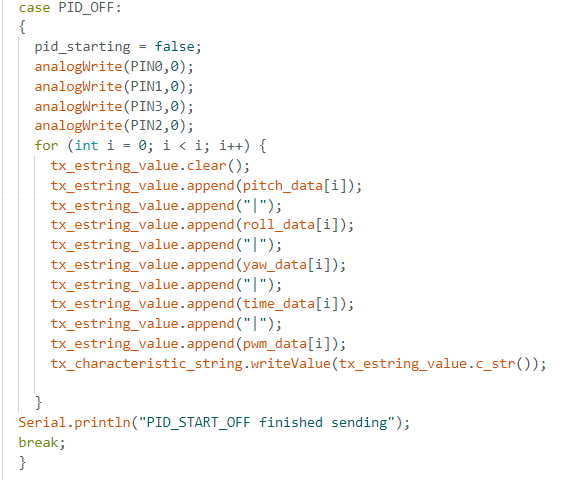 case PID_OFF:
{
pid_starting = false;
analogWrite(PIN0,0);
analogWrite(PIN1,0);
analogWrite(PIN3,0);
analogWrite(PIN2,0);
for (int i = 0; i < i; i++) {
tx_estring_value.clear();
tx_estring_value.append(pitch_data[i]);
tx_estring_value.append("|");
tx_estring_value.append(roll_data[i]);
tx_estring_value.append("|");
tx_estring_value.append(yaw_data[i]);
tx_estring_value.append("|");
tx_estring_value.append(time_data[i]);
tx_estring_value.append("|");
tx_estring_value.append(pwm_data[i]);
tx_characteristic_string.writeValue(tx_estring_value.c_str());
}
Serial.println("PID_START_OFF finished sending");
break;
}